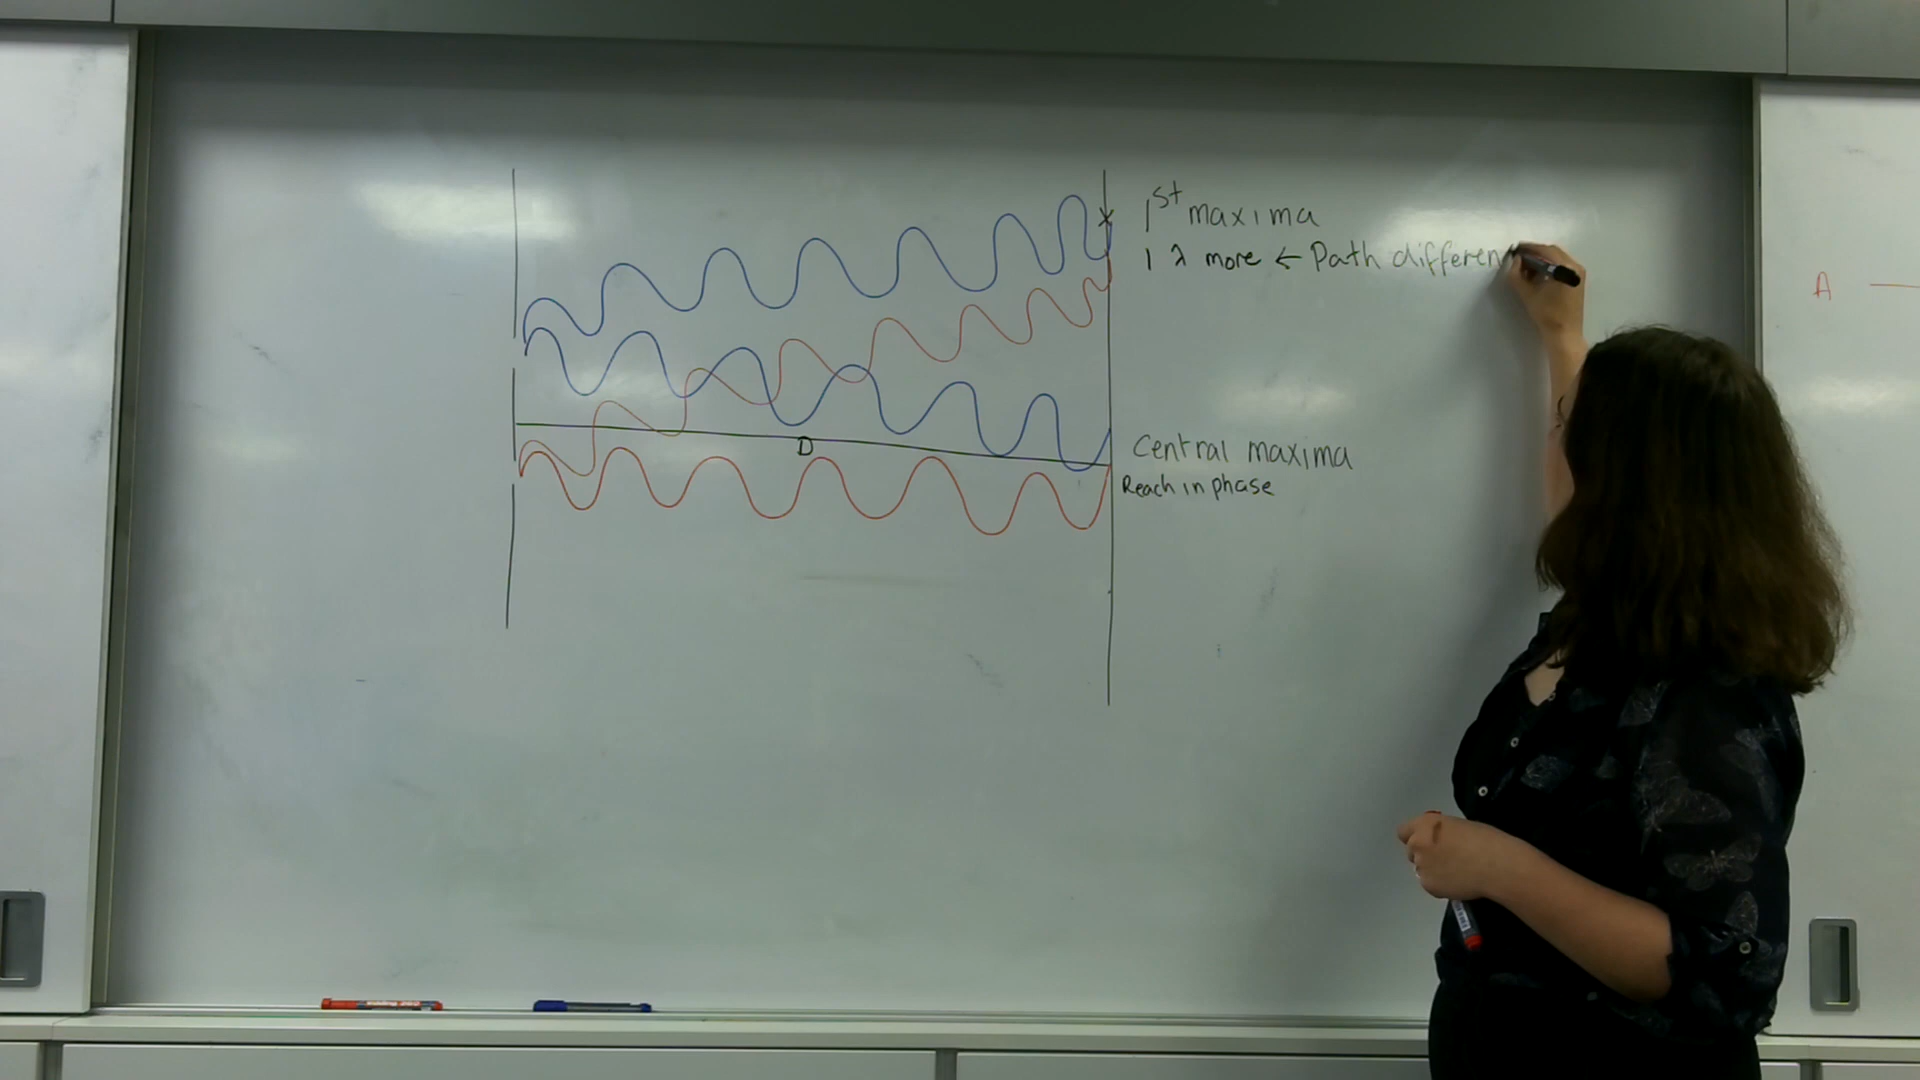 1st maxima
1 λ more ← Path differen
A
D
Central maxima
Reach in phase